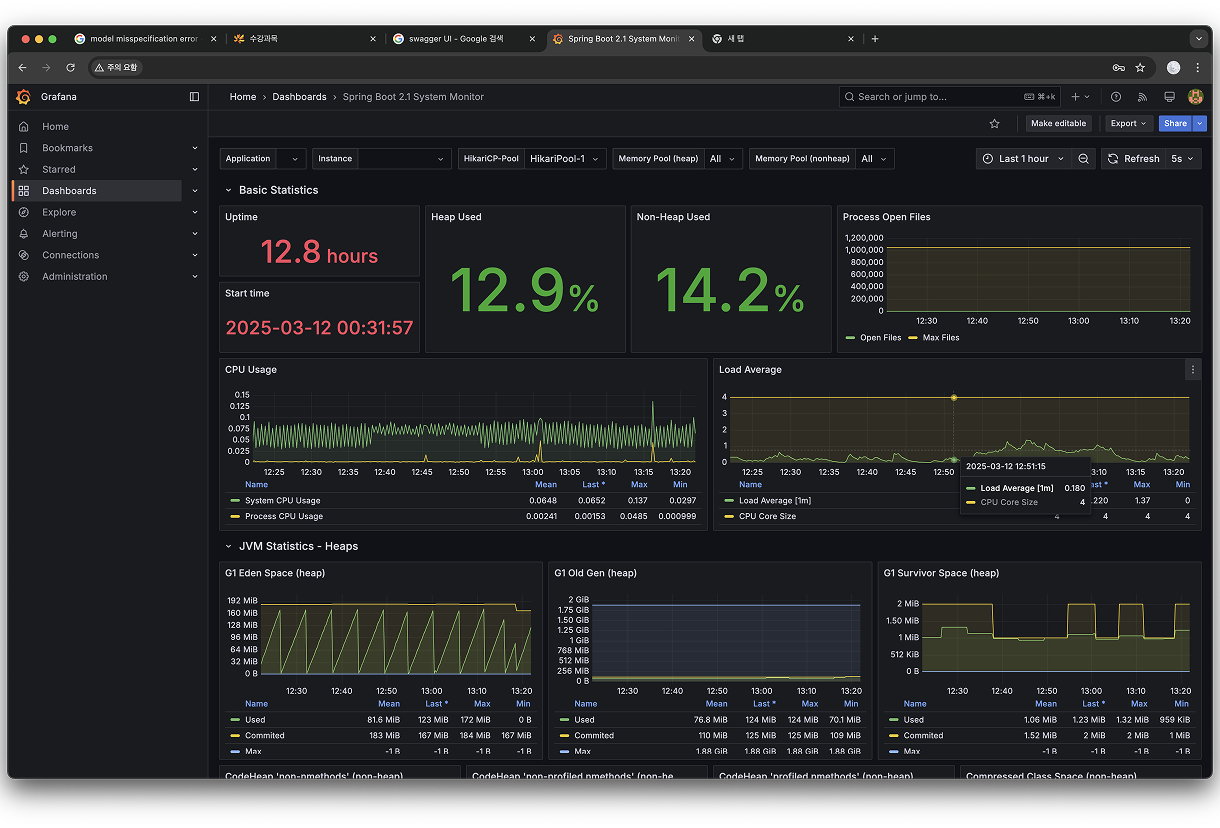 model misspecification error
수강과목
swagger UI - Google 검색
Spring Boot 2.1 System Moni
새 탭
주의 요함
Grafana
Home
Bookmarks
Starred
Dashboards
Explore
Alerting
Connections
Administration
Home › Dashboards › Spring Boot 2.1 System Monitor
Search or jump to... ⌘+k
Make editable Export Share
Application Instance HikariCP-Pool HikariPool-1 Memory Pool (heap) All Memory Pool (nonheap) All Last 1 hour Refresh 5s
Basic Statistics
Uptime
12.8 hours
Start time
2025-03-12 00:31:57
Heap Used
12.9%
Non-Heap Used
14.2%
Process Open Files
1,200,000
1,000,000
800,000
600,000
400,000
200,000
0
12:30 12:40 12:50 13:00 13:10 13:20
Open Files Max Files
CPU Usage
0.15
0.125
0.1
0.075
0.05
0.025
0
12:25 12:30 12:35 12:40 12:45 12:50 12:55 13:00 13:05 13:10 13:15 13:20
Name Mean Last * Max Min
System CPU Usage 0.0648 0.0652 0.137 0.0297
Process CPU Usage 0.00241 0.00153 0.0485 0.000999
Load Average
4
3
2
1
0
12:25 12:30 12:35 12:40 12:45 12:50 3:10 13:15 13:20
2025-03-12 12:51:15
Load Average [1m] 0.180
CPU Core Size 4
Name st * Max Min
Load Average [1m] .220 1.37 0
CPU Core Size 4 4 4 4
JVM Statistics - Heaps
G1 Eden Space (heap)
192 MiB
160 MiB
128 MiB
96 MiB
64 MiB
32 MiB
0 B
12:30 12:40 12:50 13:00 13:10 13:20
Name Mean Last * Max Min
Used 81.6 MiB 123 MiB 172 MiB 0 B
Commited 183 MiB 167 MiB 184 MiB 167 MiB
Max -1 B -1 B -1 B -1 B
G1 Old Gen (heap)
2 GiB
1.75 GiB
1.50 GiB
1.25 GiB
1 GiB
768 MiB
512 MiB
256 MiB
0 B
12:30 12:40 12:50 13:00 13:10 13:20
Name Mean Last * Max Min
Used 76.8 MiB 124 MiB 124 MiB 70.1 MiB
Commited 110 MiB 125 MiB 125 MiB 109 MiB
Max 1.88 GiB 1.88 GiB 1.88 GiB 1.88 GiB
G1 Survivor Space (heap)
2 MiB
1.50 MiB
1 MiB
512 KiB
0 B
12:30 12:40 12:50 13:00 13:10 13:20
Name Mean Last * Max Min
Used 1.06 MiB 1.23 MiB 1.32 MiB 959 KiB
Commited 1.52 MiB 2 MiB 2 MiB 1 MiB
Max -1 B -1 B -1 B -1 B
CodeHeap 'non-nmethods' (non-heap)
CodeHeap 'non-profiled nmethods' (non-he
CodeHeap 'profiled nmethods' (non-heap)
Compressed Class Space (non-heap)